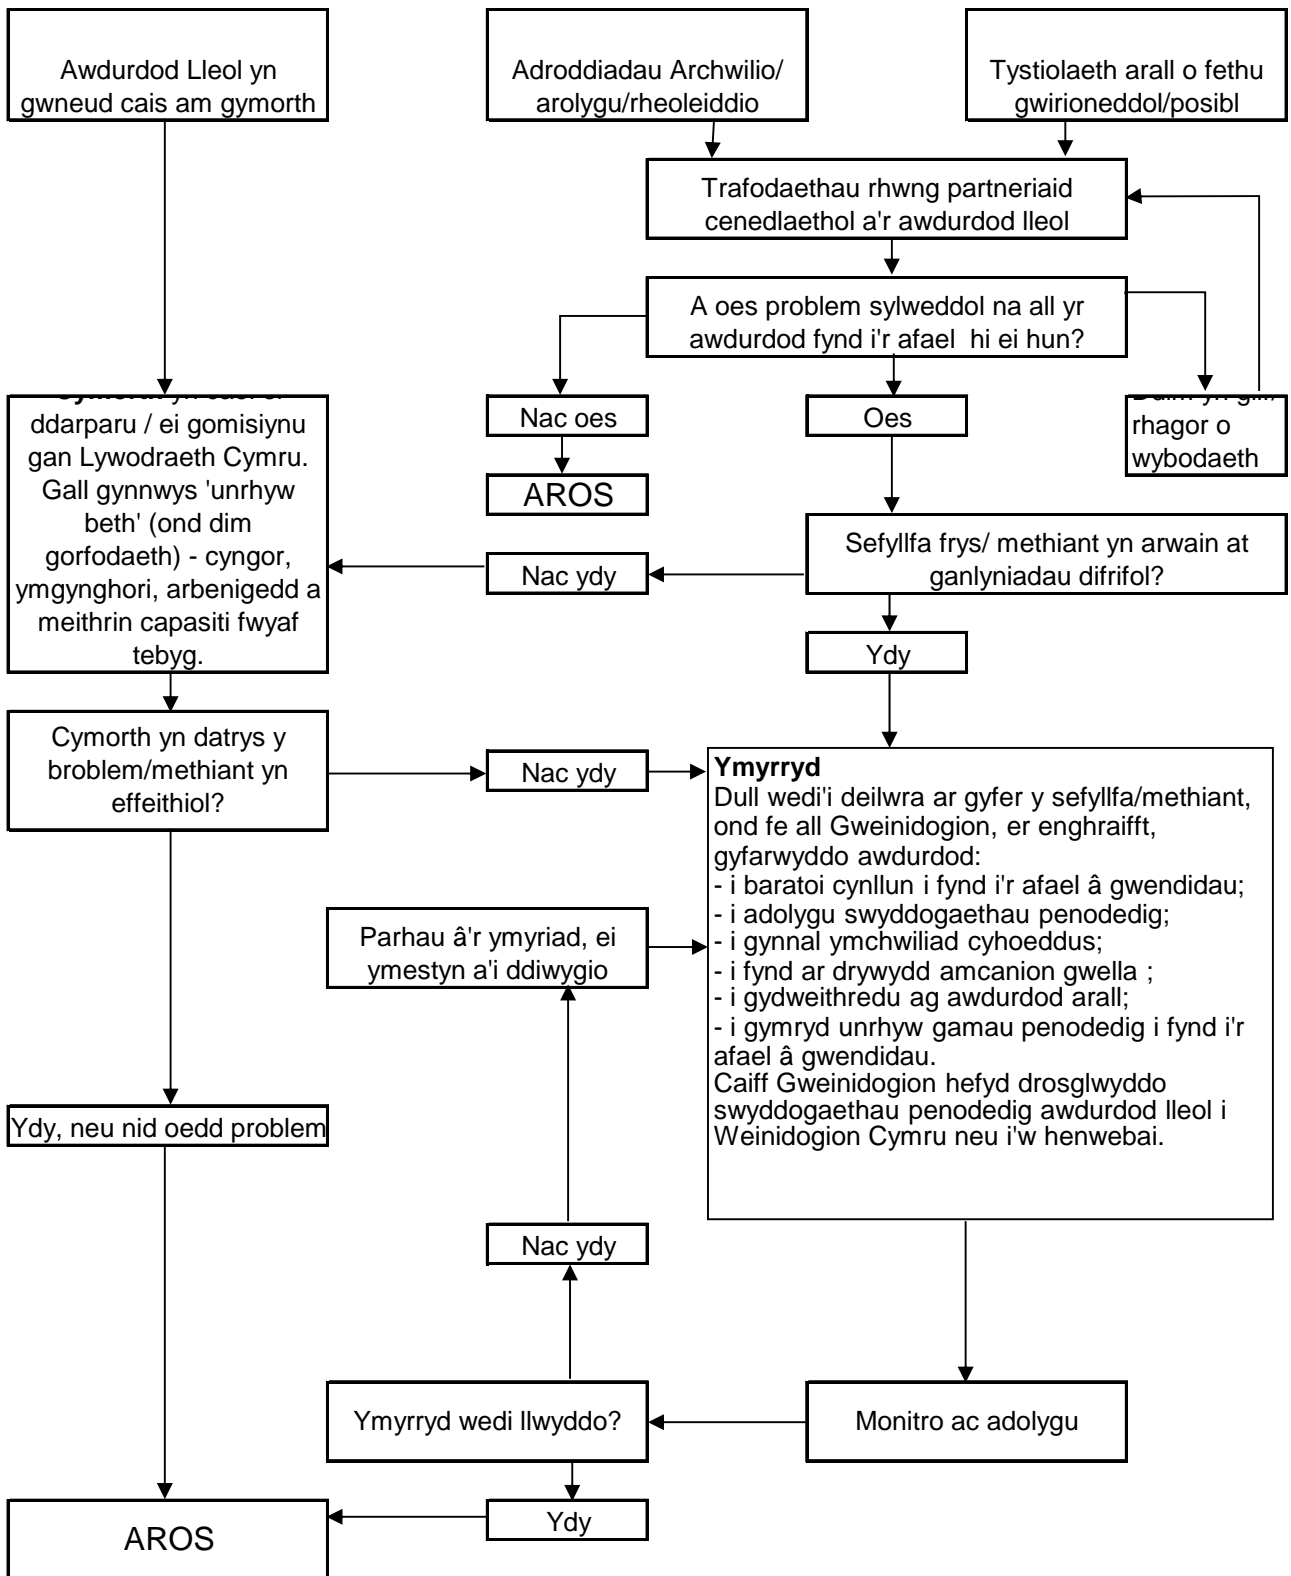 Awdurdod Lleol yn
gwneud cais am gymorth
Adroddiadau Archwilio/
arolygu/rheoleiddio
Tystiolaeth arall o fethu
gwirioneddol/posibl
Trafodaethau rhwng partneriaid
cenedlaethol a'r awdurdod lleol
A oes problem sylweddol na all yr
awdurdod fynd i'r afael hi ei hun?
Nac oes
Oes
rhagor o
wybodaeth
AROS
ddarparu / ei gomisiynu
gan Lywodraeth Cymru.
Gall gynnwys 'unrhyw
beth' (ond dim
gorfodaeth) - cyngor,
ymgynghori, arbenigedd a
meithrin capasiti fwyaf
tebyg.
Nac ydy
Sefyllfa frys/ methiant yn arwain at
ganlyniadau difrifol?
Ydy
Cymorth yn datrys y
broblem/methiant yn
effeithiol?
Nac ydy
Ymyrryd
Dull wedi'i deilwra ar gyfer y sefyllfa/methiant,
ond fe all Gweinidogion, er enghraifft,
gyfarwyddo awdurdod:
- i baratoi cynllun i fynd i'r afael â gwendidau;
- i adolygu swyddogaethau penodedig;
- i gynnal ymchwiliad cyhoeddus;
- i fynd ar drywydd amcanion gwella ;
- i gydweithredu ag awdurdod arall;
- i gymryd unrhyw gamau penodedig i fynd i'r
afael â gwendidau.
Caiff Gweinidogion hefyd drosglwyddo
swyddogaethau penodedig awdurdod lleol i
Weinidogion Cymru neu i'w henwebai.
Parhau â'r ymyriad, ei
ymestyn a'i ddiwygio
Ydy, neu nid oedd problem
Nac ydy
Ymyrryd wedi llwyddo?
Monitro ac adolygu
Ydy
AROS